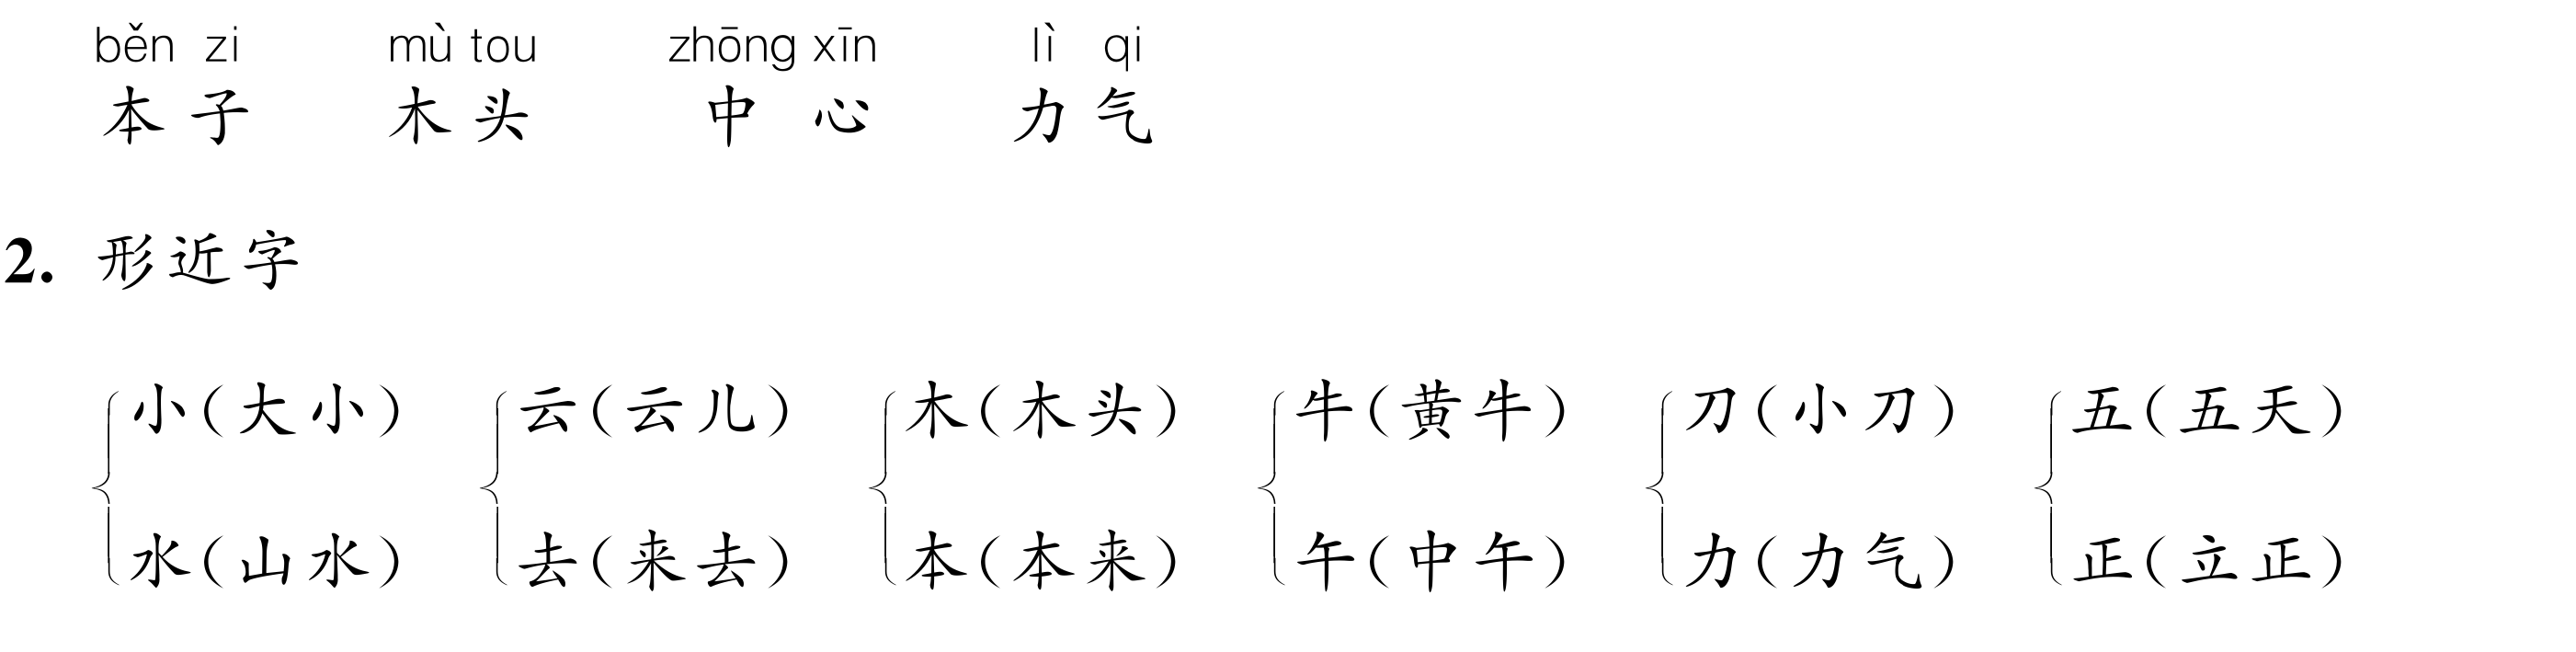 běn zi mù tou zhōng xīn lì qi
本子 木头 中心 力气
2. 形近字
小(大小) 云(云儿) 木(木头) 牛(黄牛) 刀(小刀) 五(五天)
水(山水) 去(来去) 本(本来) 午(中午) 力(力气) 正(立正)